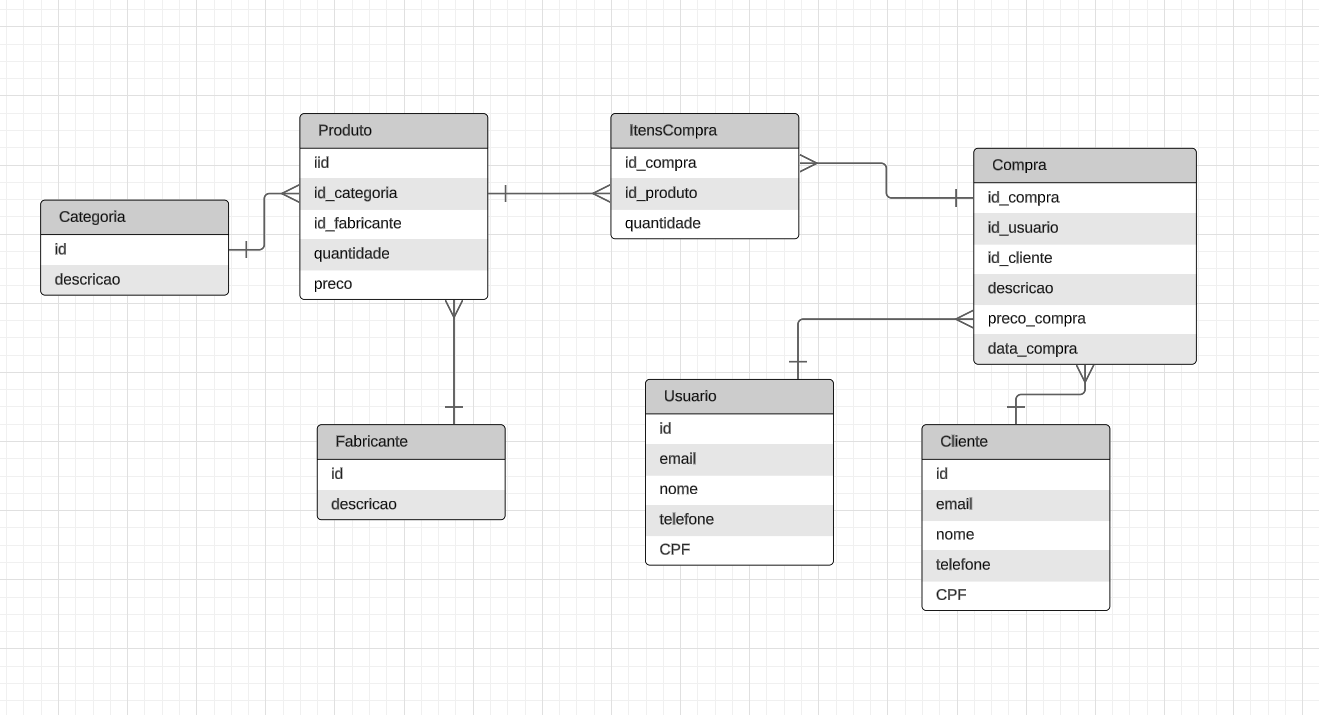 Categoria
id
descricao
Produto
iid
id_categoria
id_fabricante
quantidade
preco
ItensCompra
id_compra
id_produto
quantidade
Compra
id_compra
id_usuario
id_cliente
descricao
preco_compra
data_compra
Fabricante
id
descricao
Usuario
id
email
nome
telefone
CPF
Cliente
id
email
nome
telefone
CPF